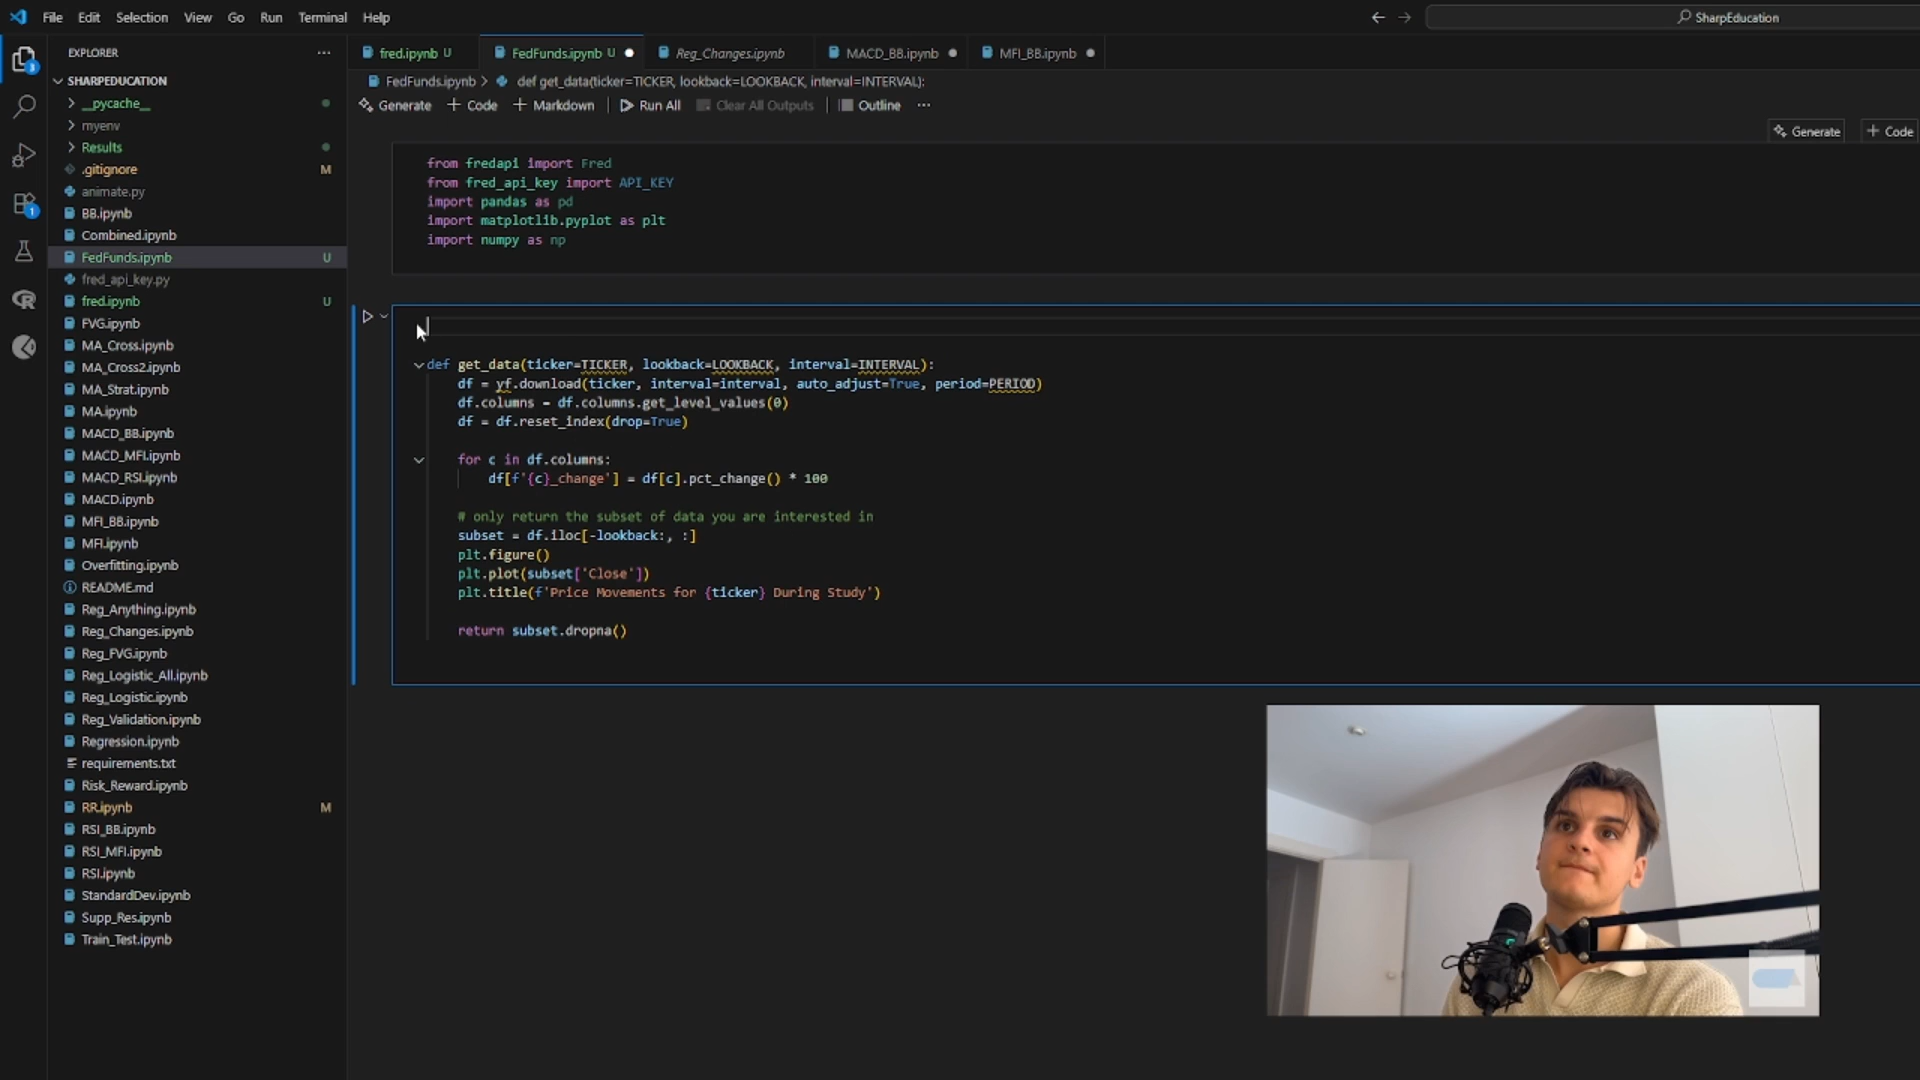 File Edit Selection View Go Run Terminal Help
SharpEducation
EXPLORER
SHARPEDUCATION
__pycache__
myenv
Results
.gitignore M
animate.py
BB.ipynb
Combined.ipynb
FedFunds.ipynb U
fred_api_key.py
fred.ipynb U
FVG.ipynb
MA_Cross.ipynb
MA_Cross2.ipynb
MA_Strat.ipynb
MA.ipynb
MACD_BB.ipynb
MACD_MFI.ipynb
MACD_RSI.ipynb
MACD.ipynb
MFI_BB.ipynb
MFI.ipynb
Overfitting.ipynb
README.md
Reg_Anything.ipynb
Reg_Changes.ipynb
Reg_FVG.ipynb
Reg_Logistic_All.ipynb
Reg_Logistic.ipynb
Reg_Validation.ipynb
Regression.ipynb
requirements.txt
Risk_Reward.ipynb
RR.ipynb M
RSI_BB.ipynb
RSI_MFI.ipynb
RSI.ipynb
StandardDev.ipynb
Supp_Res.ipynb
Train_Test.ipynb
3
1
fred.ipynb U FedFunds.ipynb U Reg_Changes.ipynb MACD_BB.ipynb MFI_BB.ipynb
FedFunds.ipynb > def get_data(ticker=TICKER, lookback=LOOKBACK, interval=INTERVAL):
Generate + Code + Markdown Run All Clear All Outputs Outline ...
Generate + Code
from fredapi import Fred
from fred_api_key import API_KEY
import pandas as pd
import matplotlib.pyplot as plt
import numpy as np
def get_data(ticker=TICKER, lookback=LOOKBACK, interval=INTERVAL):
df = yf.download(ticker, interval=interval, auto_adjust=True, period=PERIOD)
df.columns = df.columns.get_level_values(0)
df = df.reset_index(drop=True)
for c in df.columns:
df[f'{c}_change'] = df[c].pct_change() * 100
# only return the subset of data you are interested in
subset = df.iloc[-lookback:, :]
plt.figure()
plt.plot(subset['Close'])
plt.title(f'Price Movements for {ticker} During Study')
return subset.dropna()